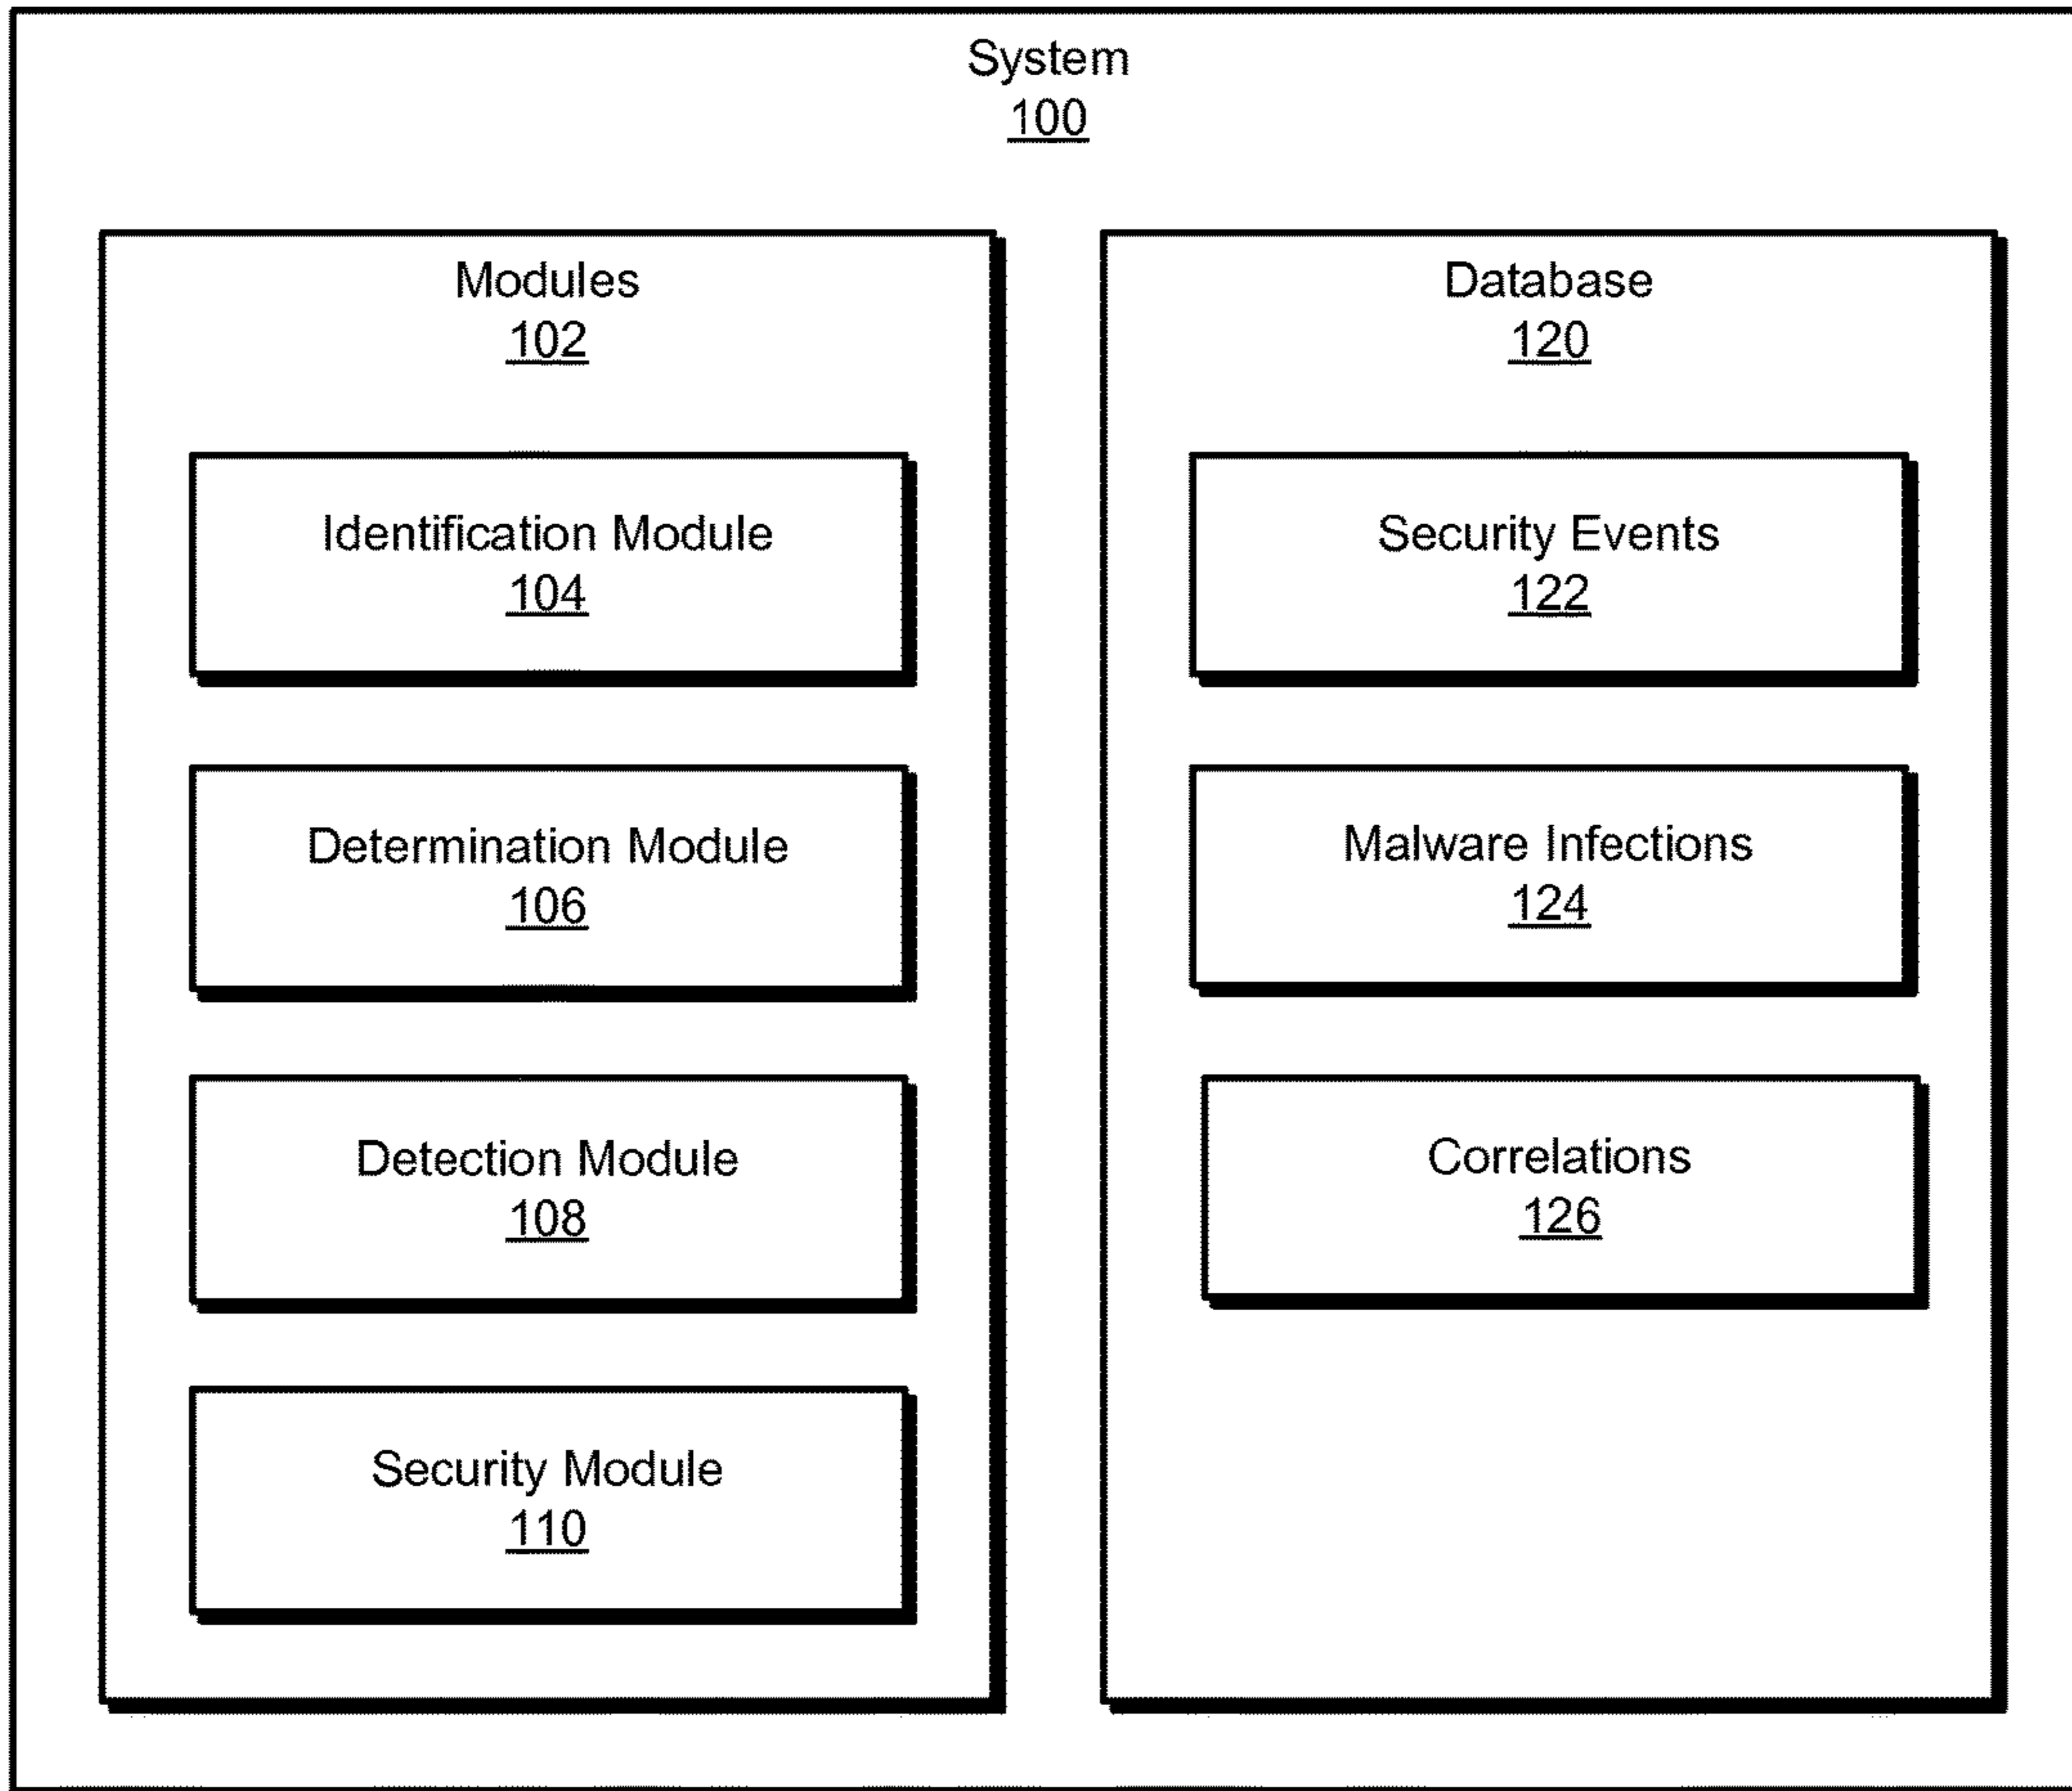 System
100
Modules
102
Identification Module
104
Determination Module
106
Detection Module
108
Security Module
110
Database
120
Security Events
122
Malware Infections
124
Correlations
126